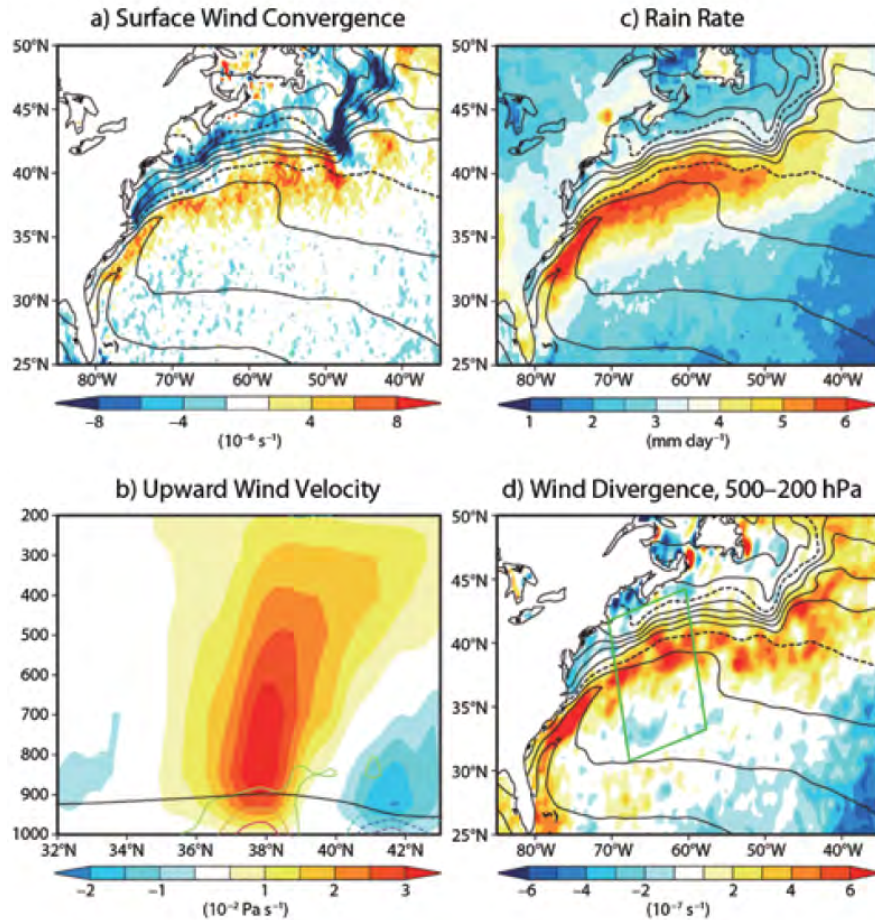 a) Surface Wind Convergence
50°N
45°N
40°N
35°N
30°N
25°N
80°W 70°W 60°W 50°W 40°W
−8 −4 4 8
(10⁻⁶ s⁻¹)
c) Rain Rate
50°N
45°N
40°N
35°N
30°N
25°N
80°W 70°W 60°W 50°W 40°W
1 2 3 4 5 6
(mm day⁻¹)
b) Upward Wind Velocity
200
300
400
500
600
700
800
900
1000
32°N 34°N 36°N 38°N 40°N 42°N
−2 −1 1 2 3
(10⁻² Pa s⁻¹)
d) Wind Divergence, 500–200 hPa
50°N
45°N
40°N
35°N
30°N
25°N
80°W 70°W 60°W 50°W 40°W
−6 −4 −2 2 4 6
(10⁻⁷ s⁻¹)